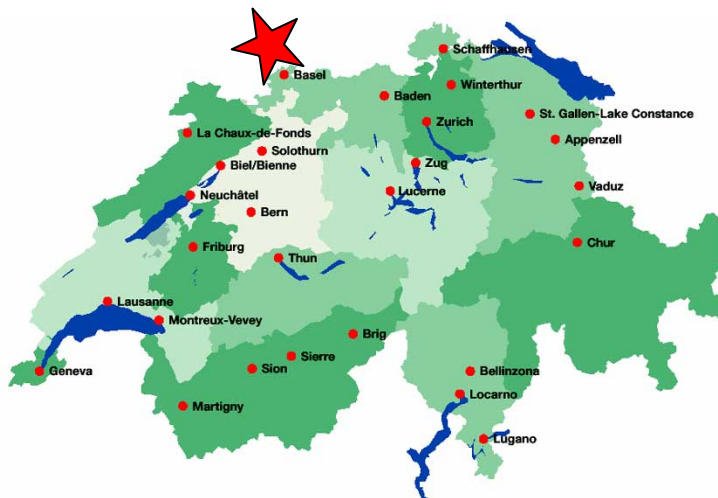 Schaffhausen
Basel
Winterthur
Baden
St. Gallen-Lake Constance
Zurich
La Chaux-de-Fonds
Appenzell
Solothurn
Biel/Bienne
Zug
Vaduz
Lucerne
Neuchâtel
Bern
Chur
Friburg
Thun
Lausanne
Montreux-Vevey
Brig
Sierre
Sion
Geneva
Bellinzona
Locarno
Martigny
Lugano